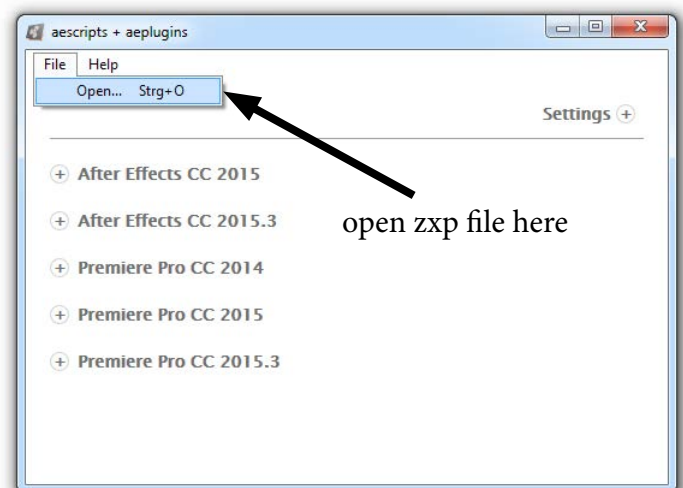 aescripts + aeplugins
File Help
Open... Strg+O
Settings
After Effects CC 2015
After Effects CC 2015.3
open zxp file here
Premiere Pro CC 2014
Premiere Pro CC 2015
Premiere Pro CC 2015.3